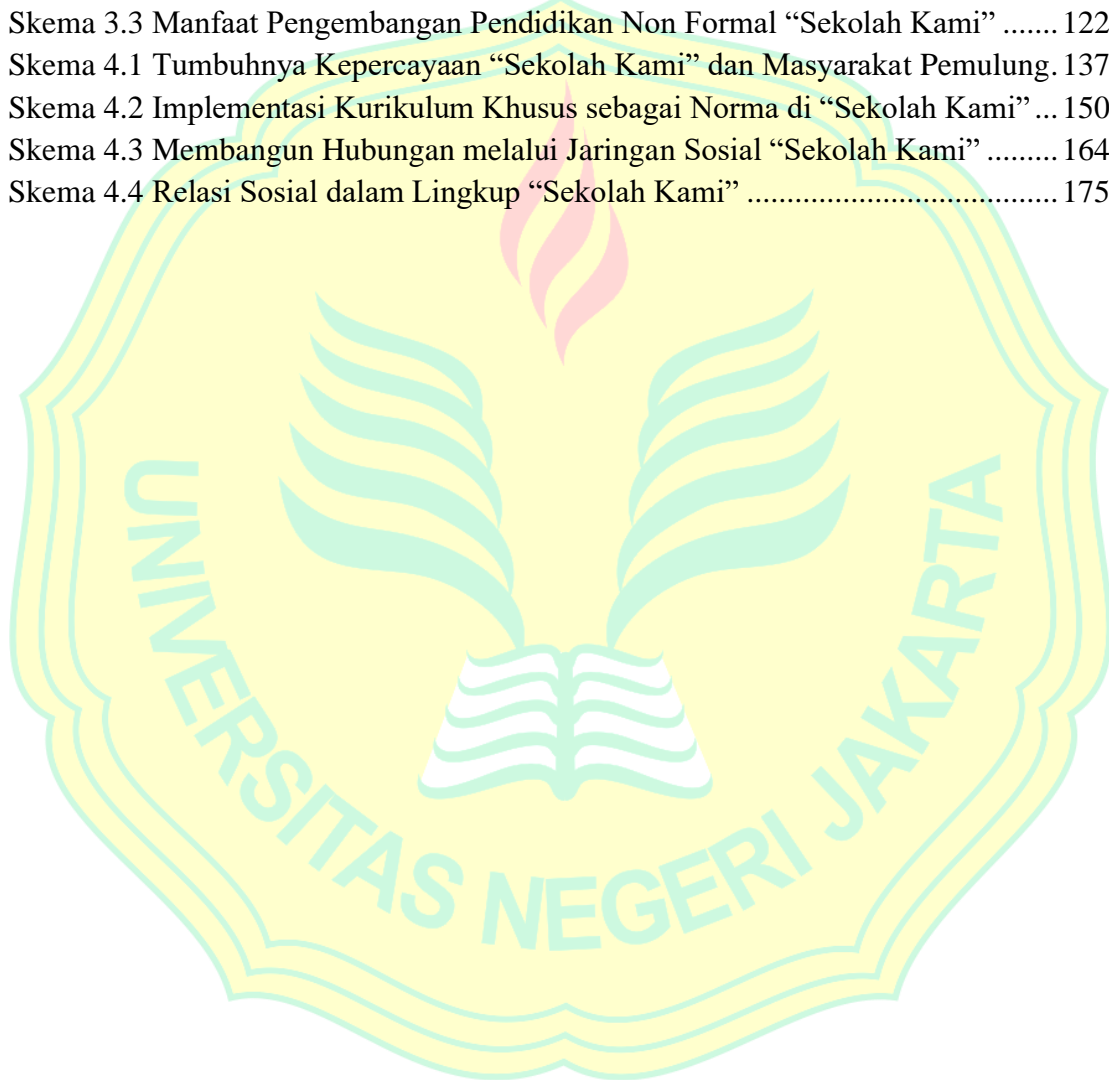 Skema 3.3 Manfaat Pengembangan Pendidikan Non Formal “Sekolah Kami” ....... 122
Skema 4.1 Tumbuhnya Kepercayaan “Sekolah Kami” dan Masyarakat Pemulung. 137
Skema 4.2 Implementasi Kurikulum Khusus sebagai Norma di “Sekolah Kami” ... 150
Skema 4.3 Membangun Hubungan melalui Jaringan Sosial “Sekolah Kami” ......... 164
Skema 4.4 Relasi Sosial dalam Lingkup “Sekolah Kami” .................................... 175
UNIVERSITAS NEGERI JAKARTA